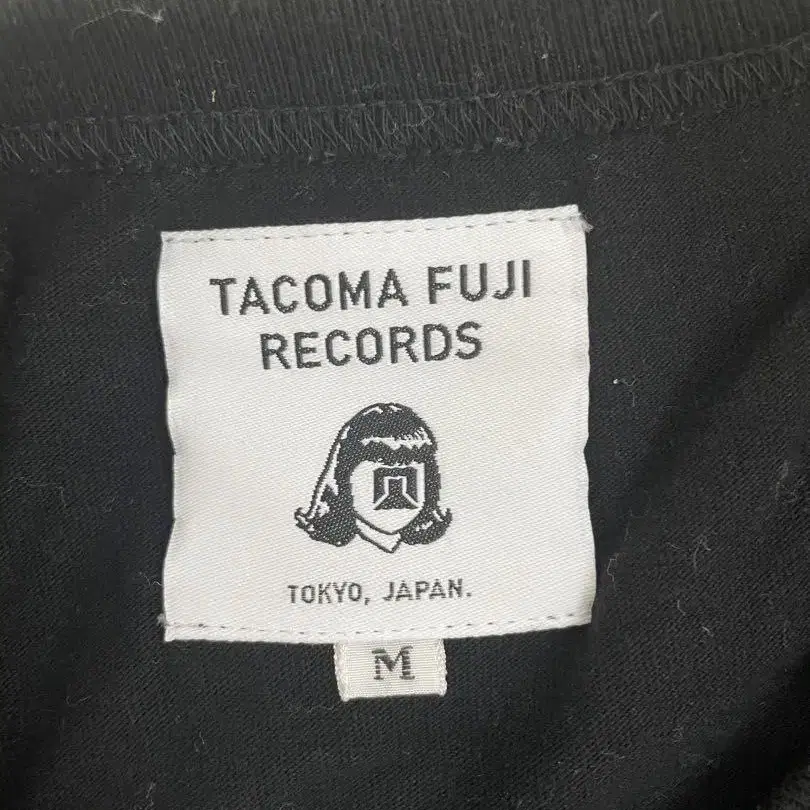 TACOMA FUJI
RECORDS
TOKYO, JAPAN.
M